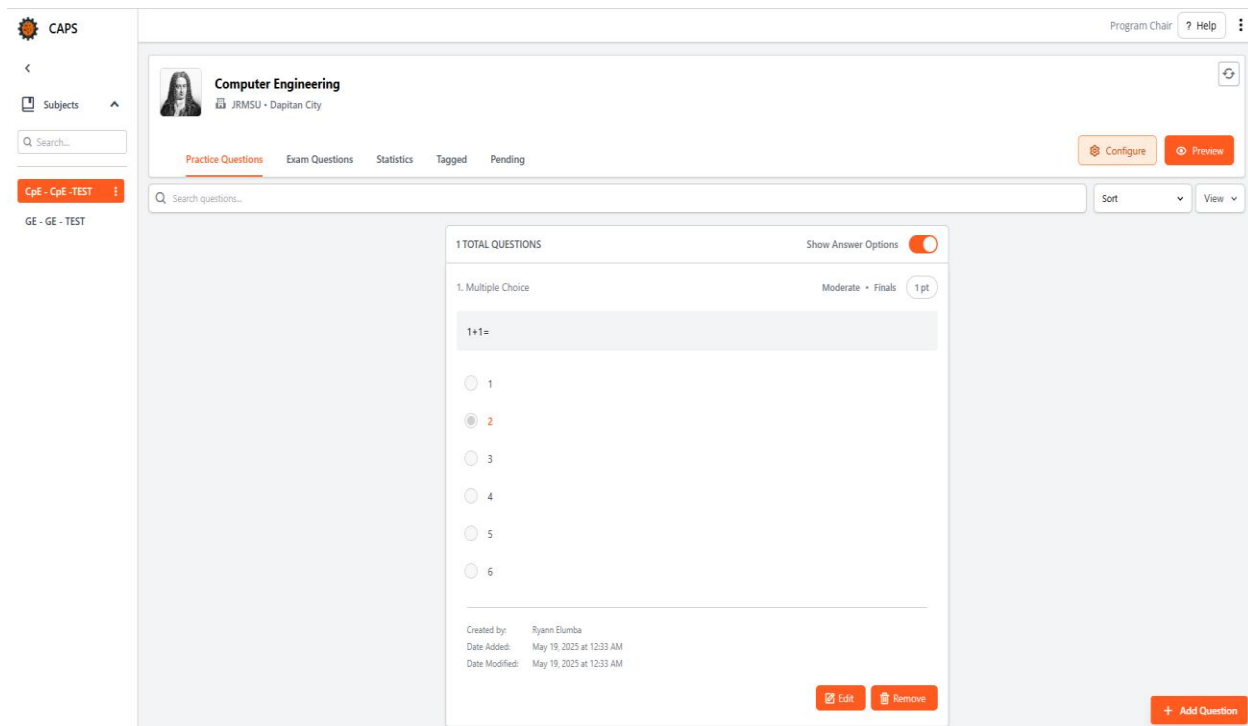 CAPS
Program Chair
? Help
Subjects
Search...
CpE - CpE -TEST
GE - GE - TEST
Computer Engineering
JRMSU • Dapitan City
Practice Questions
Exam Questions
Statistics
Tagged
Pending
Configure
Preview
Search questions...
Sort
View
1 TOTAL QUESTIONS
Show Answer Options
1. Multiple Choice
Moderate • Finals
1 pt
1+1=
1
2
3
4
5
6
Created by: Ryann Elumba
Date Added: May 19, 2025 at 12:33 AM
Date Modified: May 19, 2025 at 12:33 AM
Edit
Remove
+ Add Question